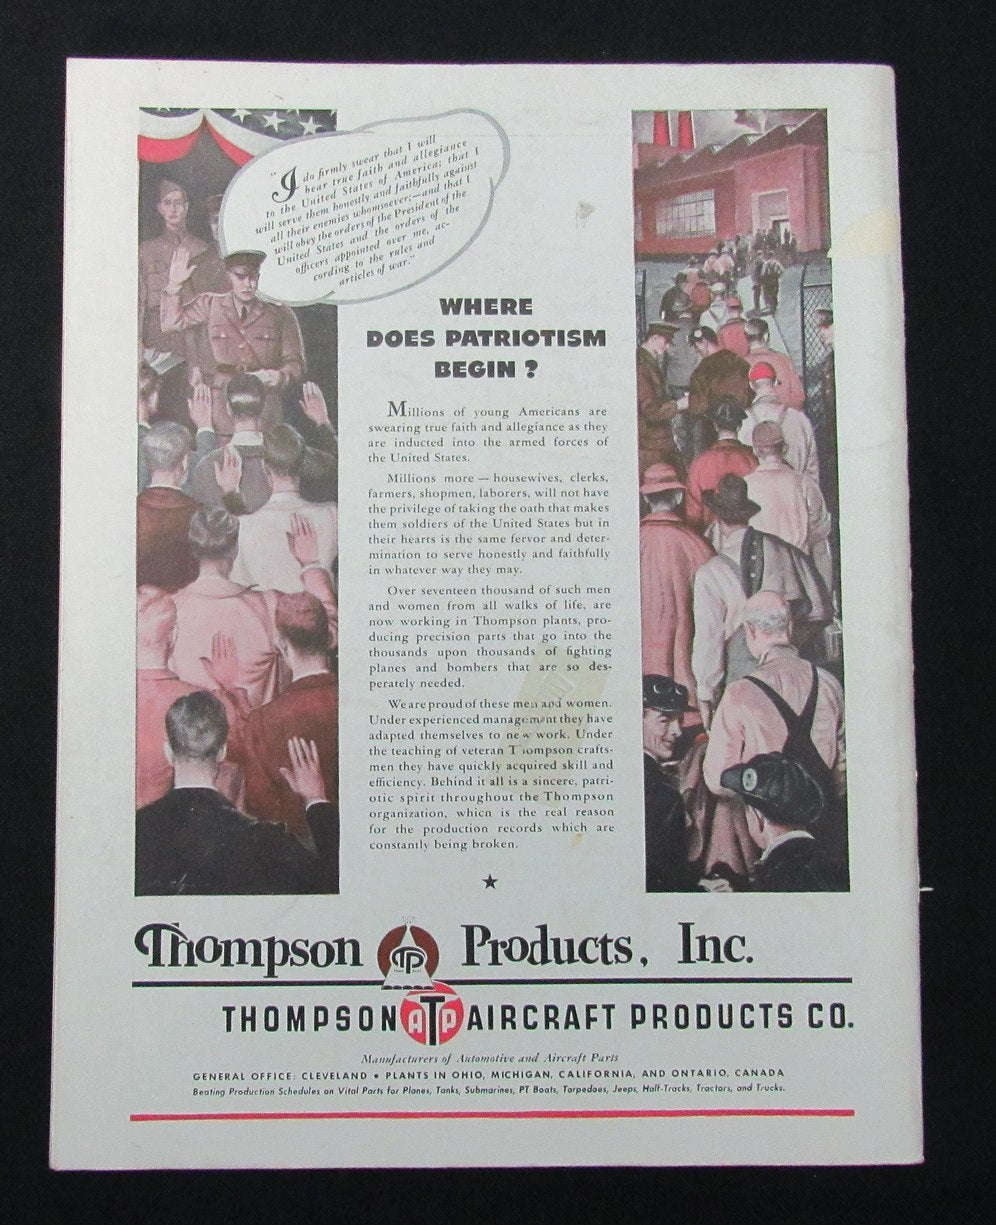 "I do firmly swear that I will
bear true faith and allegiance
to the United States of America; that I
will serve them honestly and faithfully against
all their enemies whomsoever;—and that I
will obey the orders of the President of the
United States and the orders of the
officers appointed over me, ac-
cording to the rules and
articles of war."
WHERE
DOES PATRIOTISM
BEGIN ?
Millions of young Americans are
swearing true faith and allegiance as they
are inducted into the armed forces of
the United States.
Millions more — housewives, clerks,
farmers, shopmen, laborers, will not have
the privilege of taking the oath that makes
them soldiers of the United States but in
their hearts is the same fervor and deter-
mination to serve honestly and faithfully
in whatever way they may.
Over seventeen thousand of such men
and women from all walks of life, are
now working in Thompson plants, pro-
ducing precision parts that go into the
thousands upon thousands of fighting
planes and bombers that are so des-
perately needed.
We are proud of these men and women.
Under experienced management they have
adapted themselves to new work. Under
the teaching of veteran Thompson crafts-
men they have quickly acquired skill and
efficiency. Behind it all is a sincere, patri-
otic spirit throughout the Thompson
organization, which is the real reason
for the production records which are
constantly being broken.
Thompson TP Products, Inc.
THOMPSON ATP AIRCRAFT PRODUCTS CO.
Manufacturers of Automotive and Aircraft Parts
GENERAL OFFICE: CLEVELAND • PLANTS IN OHIO, MICHIGAN, CALIFORNIA, AND ONTARIO, CANADA
Beating Production Schedules on Vital Parts for Planes, Tanks, Submarines, PT Boats, Torpedoes, Jeeps, Half-Tracks, Tractors, and Trucks.